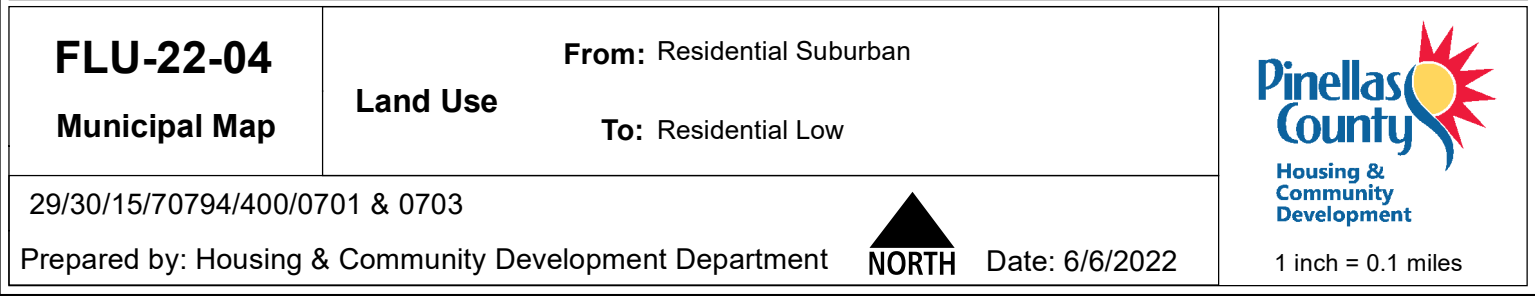 FLU-22-04
Municipal Map
Land Use
From: Residential Suburban
To: Residential Low
29/30/15/70794/400/0701 & 0703
Prepared by: Housing & Community Development Department
NORTH
Date: 6/6/2022
Pinellas
County
Housing &
Community
Development
1 inch = 0.1 miles